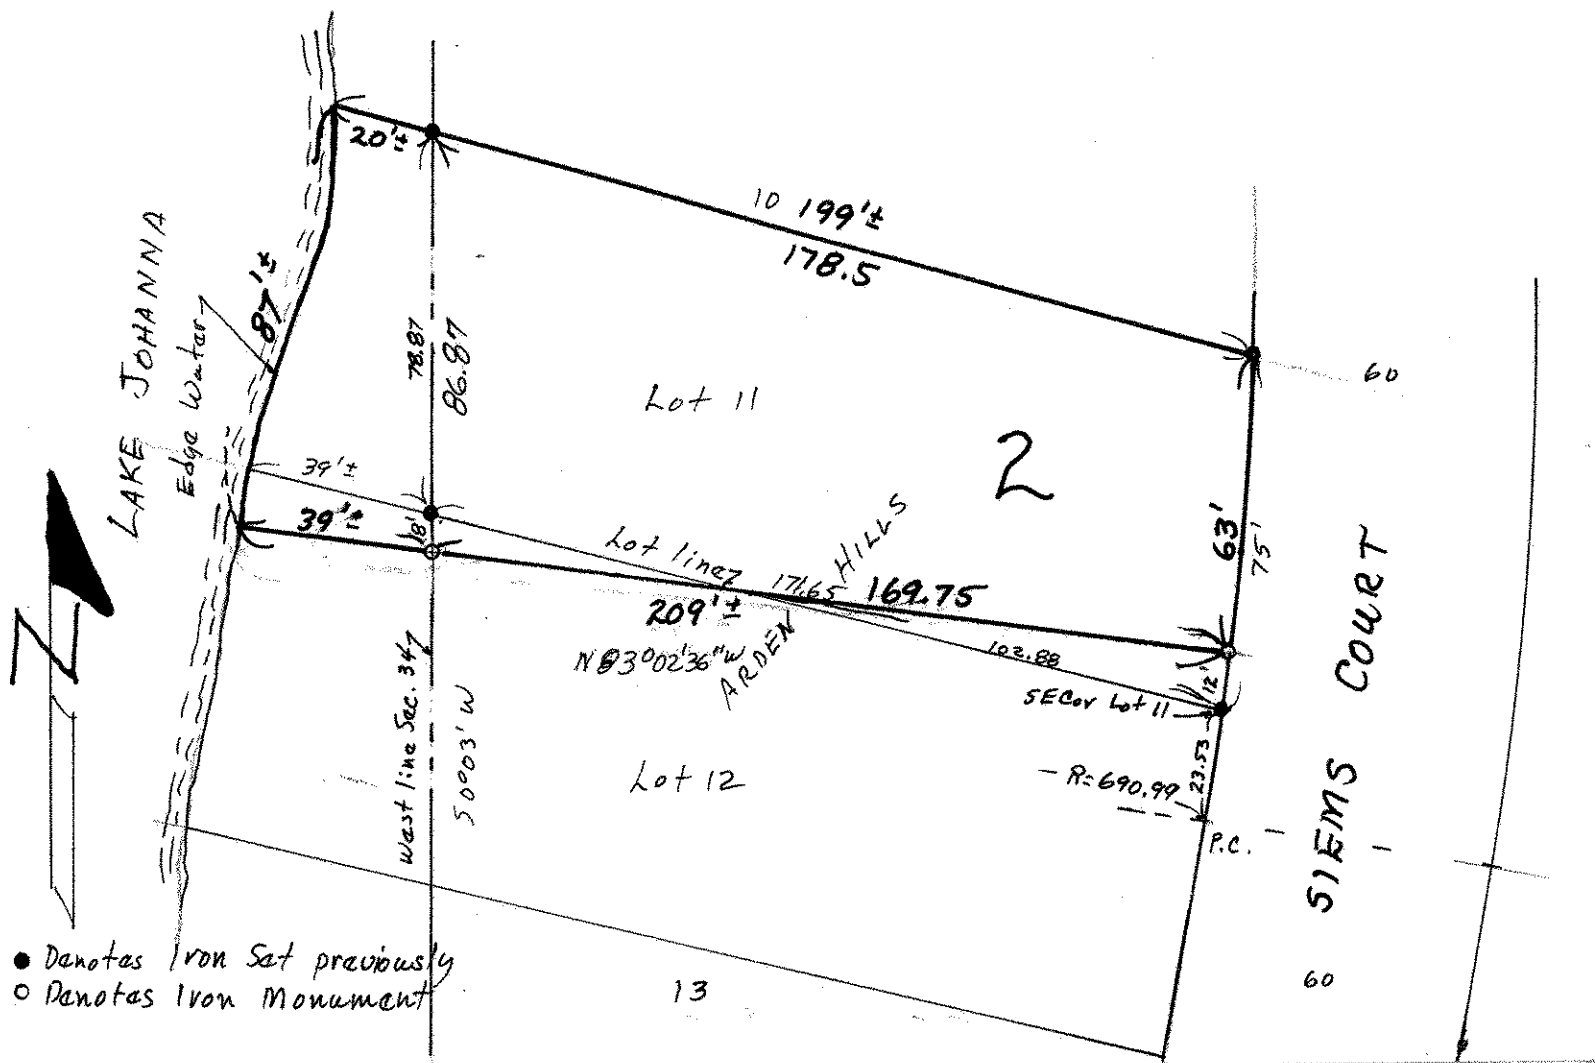 20'±
10 199'±
178.5
LAKE JOHANNA
Edge Water
87'±
78.87
86.87
Lot 11
2
60
39'±
39'±
8'
Lot line
171.65
169.75
63'
75'
209'±
N83°02'36"W
ARDEN HILLS
102.88
12'
SE Cor Lot 11
23.53
R=690.99
P.C.
SIEMS COURT
West line Sec. 34
S0°03'W
Lot 12
N
60
13
● Denotes Iron Set previously
○ Denotes Iron Monument